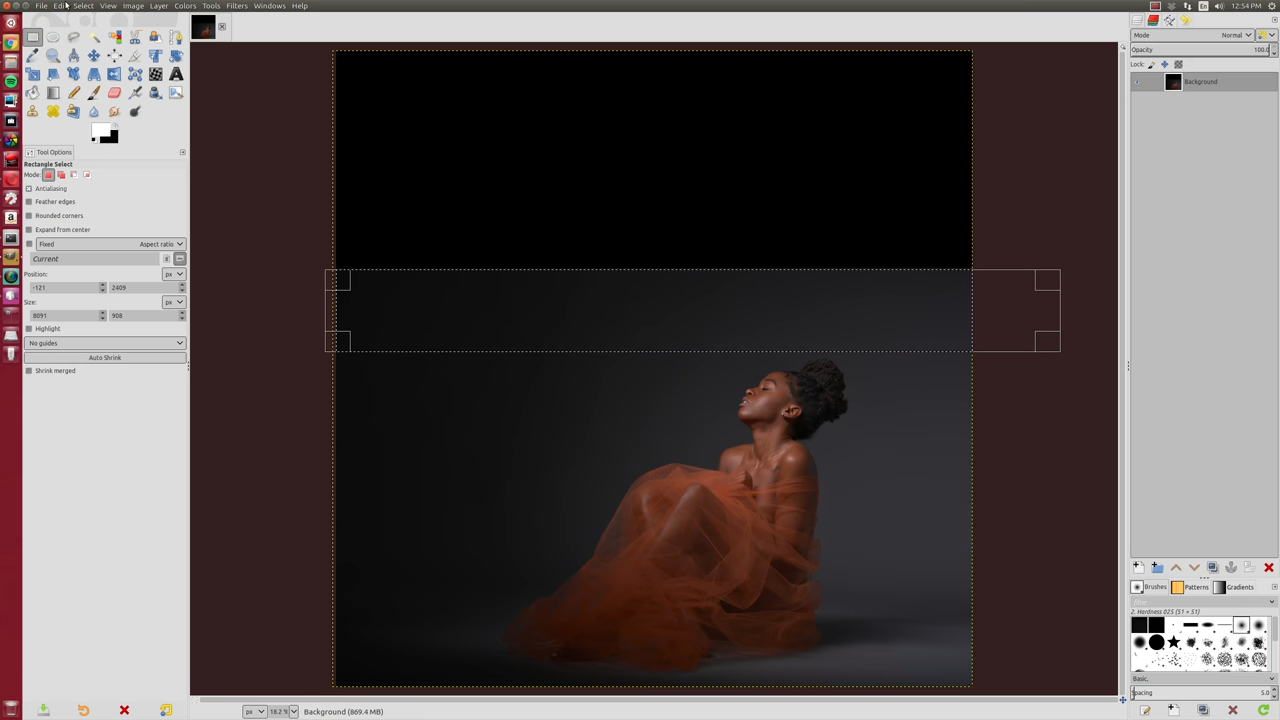 File Edit Select View Image Layer Colors Tools Filters Windows Help
En
12:54 PM
Tool Options
Rectangle Select
Mode:
Antialiasing
Feather edges
Rounded corners
Expand from center
Fixed
Aspect ratio
Current
Position:
px
-121
2409
Size:
px
8091
908
Highlight
No guides
Auto Shrink
Shrink merged
px
18.2
Background (869.4 MB)
Mode
Normal
Opacity
100.0
Lock:
Background
Brushes
Patterns
Gradients
filter
2. Hardness 025 (51 × 51)
Basic,
Spacing
5.0